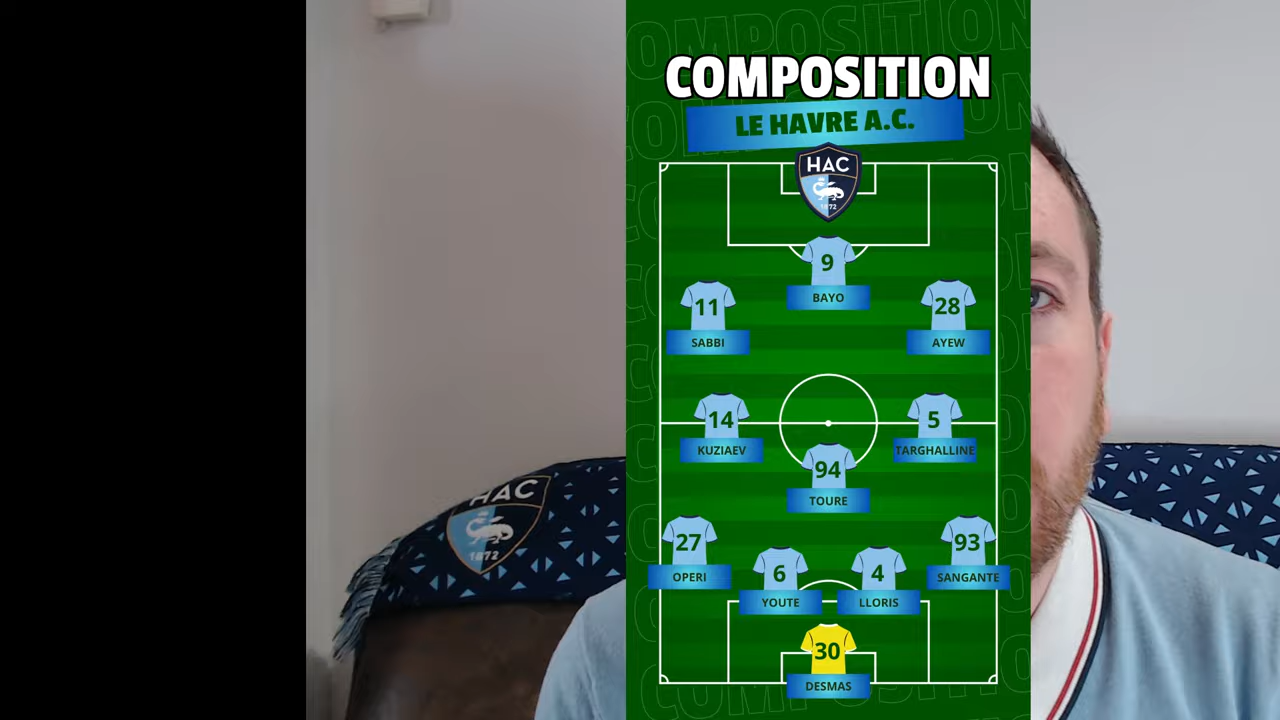 COMPOSITION
LE HAVRE A.C.
HAC
1872
9
BAYO
11
28
SABBI
AYEW
14
5
KUZIAEV
TARGHALLINE
94
TOURE
HAC
1872
27
93
OPERI
SANGANTE
6
4
YOUTE
LLORIS
30
DESMAS